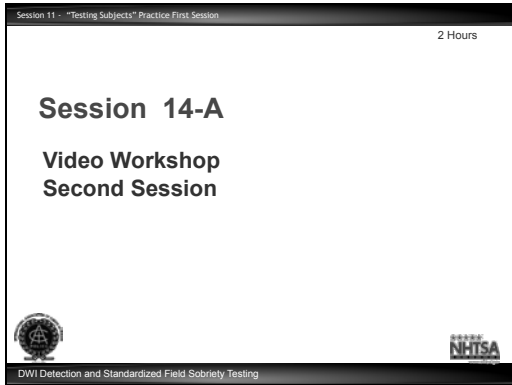 Session 11 - "Testing Subjects" Practice First Session
2 Hours
Session 14-A
Video Workshop
Second Session
NHTSA
DWI Detection and Standardized Field Sobriety Testing